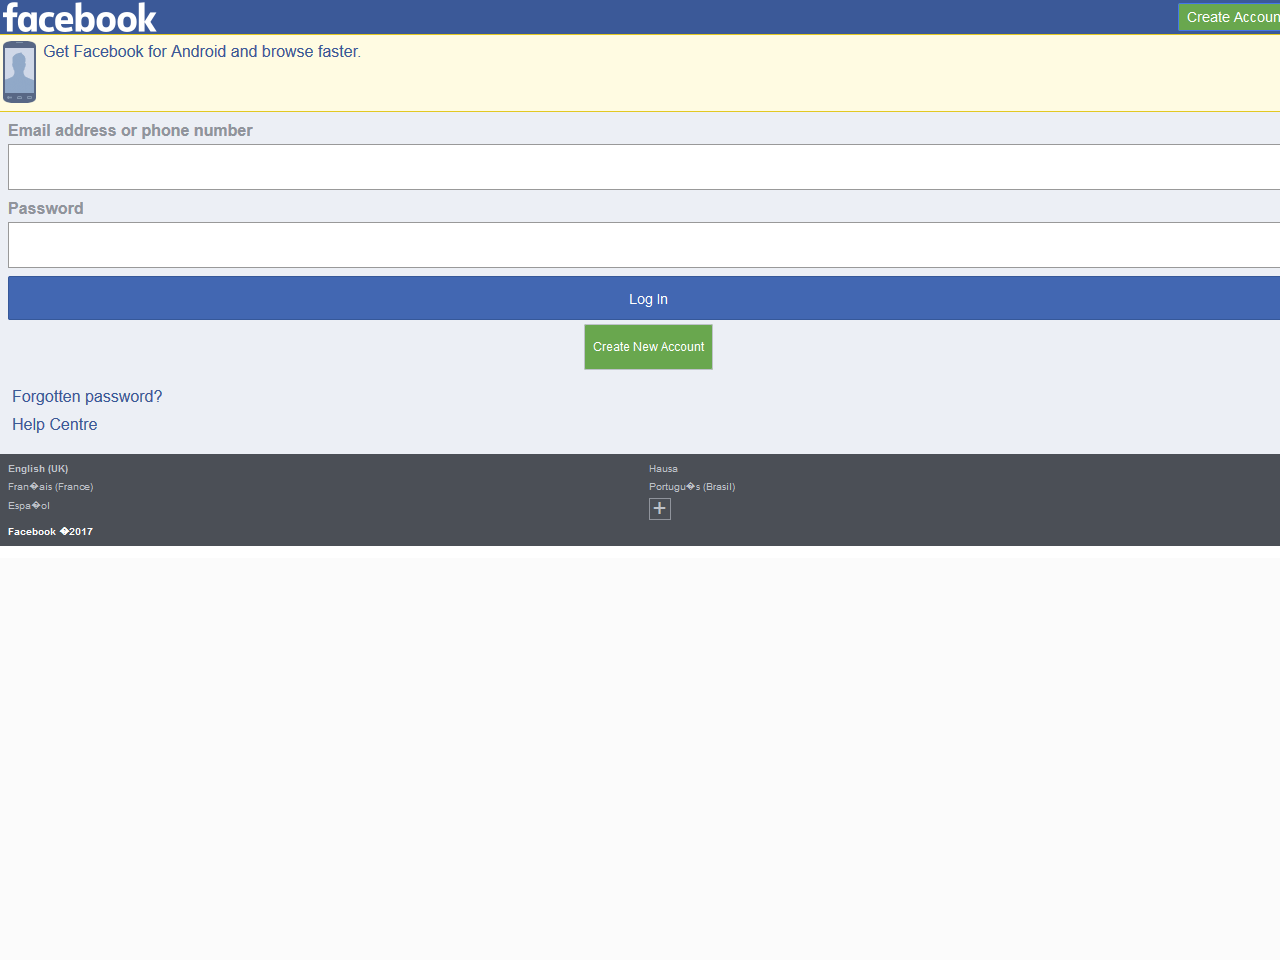 facebook
Create Accoun
Get Facebook for Android and browse faster.
Email address or phone number
Password
Log In
Create New Account
Forgotten password?
Help Centre
English (UK)
Hausa
Fran�ais (France)
Portugu�s (Brasil)
Espa�ol
+
Facebook �2017